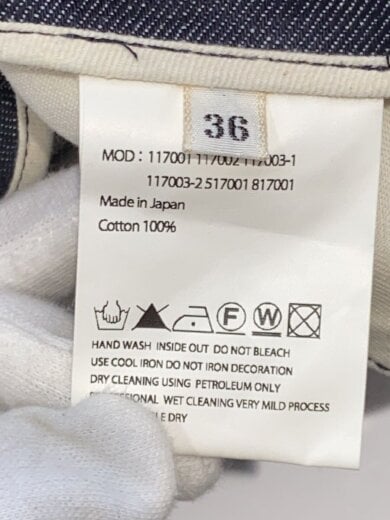 36
MOD : 117001 117002 117003-1
117003-2 517001 817001
Made in Japan
Cotton 100%
F W
HAND WASH INSIDE OUT DO NOT BLEACH
USE COOL IRON DO NOT IRON DECORATION
DRY CLEANING USING PETROLEUM ONLY
WET CLEANING VERY MILD PROCESS
DRY